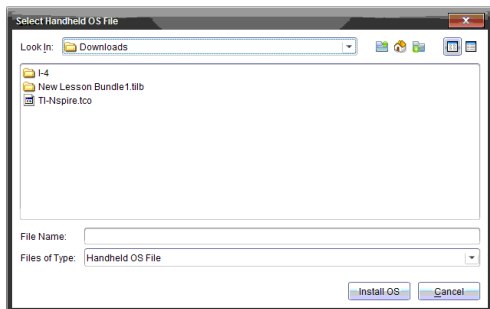 Select Handheld OS File
Look In: Downloads
I-4
New Lesson Bundle1.tilb
TI-Nspire.tco
File Name:
Files of Type: Handheld OS File
Install OS Cancel